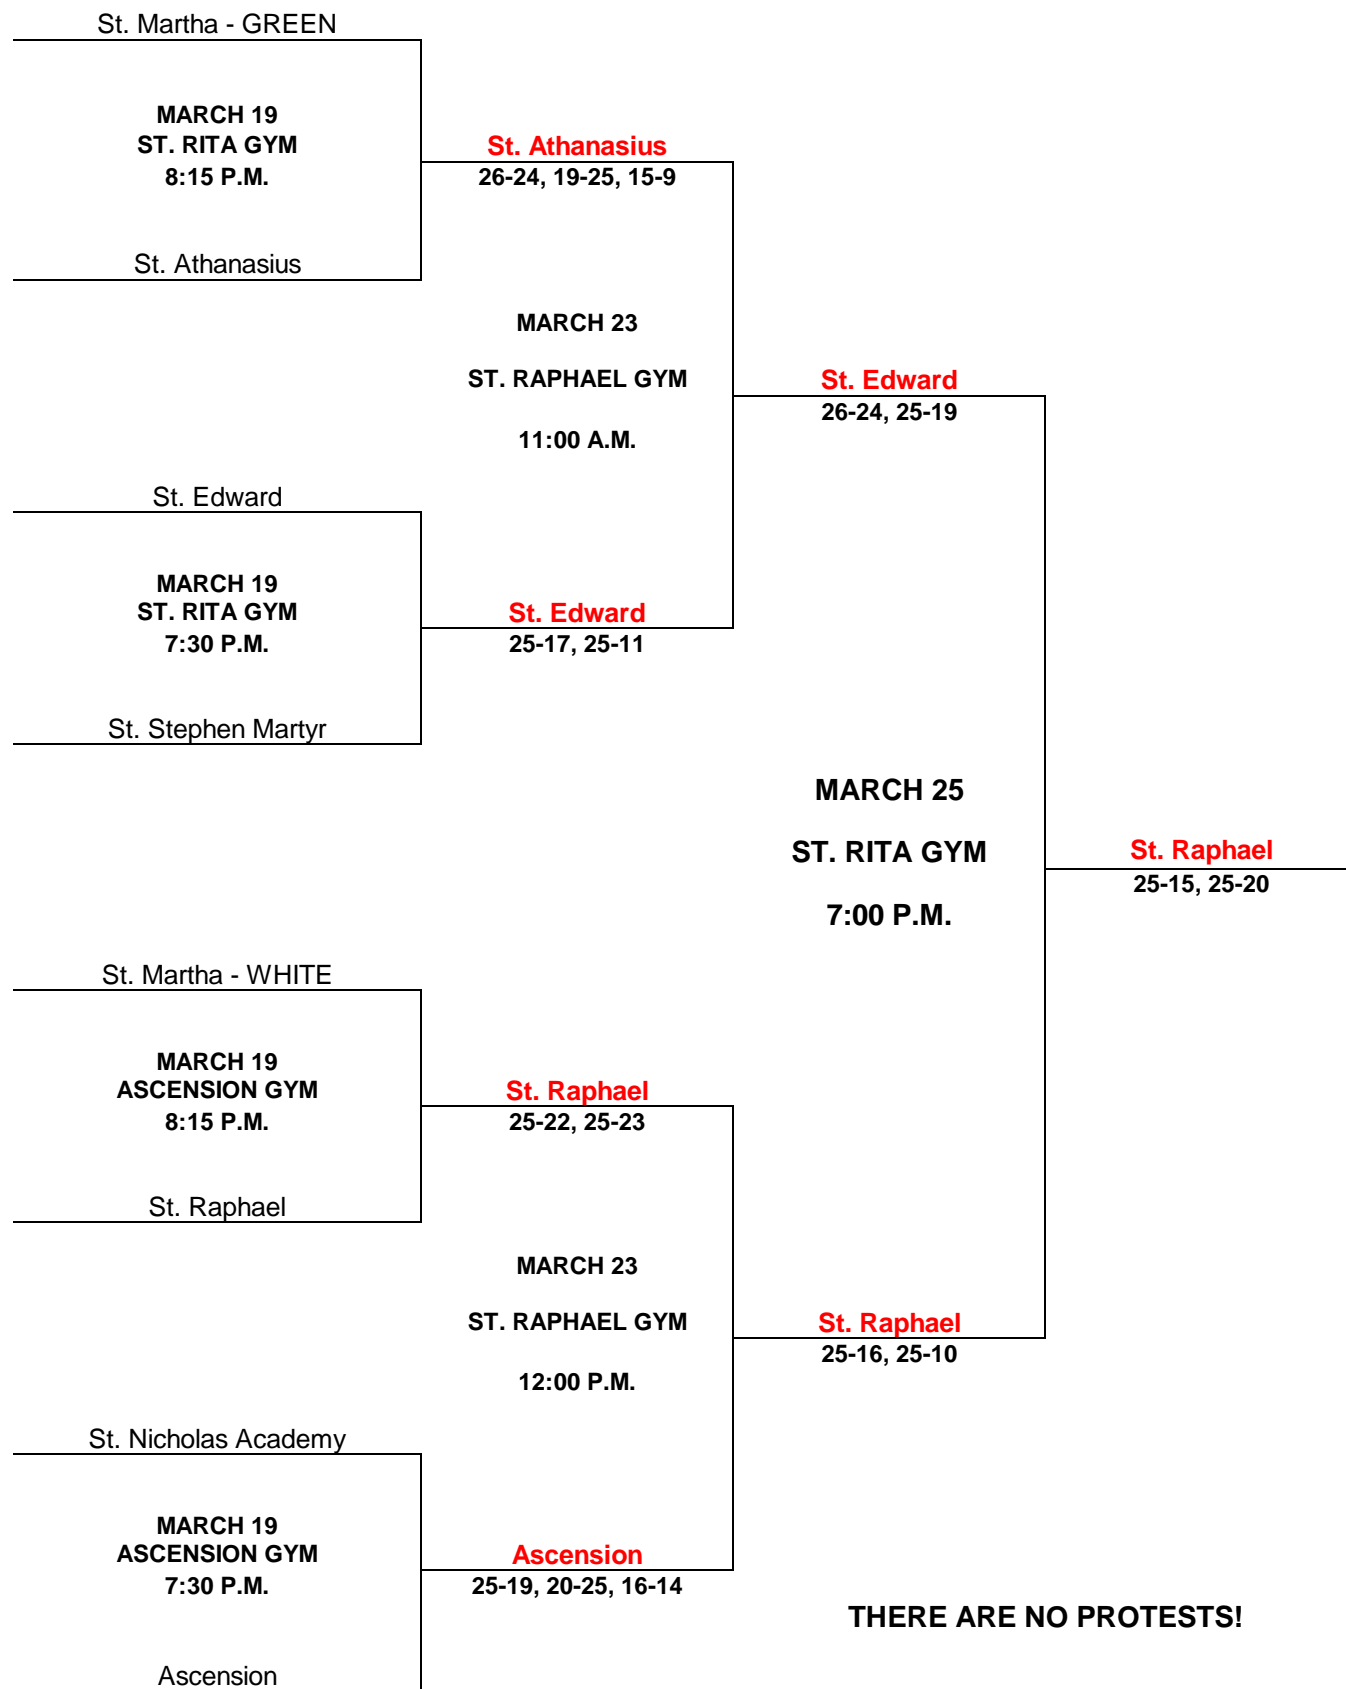 St. Martha - GREEN
MARCH 19
ST. RITA GYM
8:15 P.M.
St. Athanasius
26-24, 19-25, 15-9
St. Athanasius
MARCH 23
ST. RAPHAEL GYM
11:00 A.M.
St. Edward
26-24, 25-19
St. Edward
MARCH 19
ST. RITA GYM
7:30 P.M.
St. Edward
25-17, 25-11
St. Stephen Martyr
MARCH 25
ST. RITA GYM
7:00 P.M.
St. Raphael
25-15, 25-20
St. Martha - WHITE
MARCH 19
ASCENSION GYM
8:15 P.M.
St. Raphael
25-22, 25-23
St. Raphael
MARCH 23
ST. RAPHAEL GYM
12:00 P.M.
St. Raphael
25-16, 25-10
St. Nicholas Academy
MARCH 19
ASCENSION GYM
7:30 P.M.
Ascension
25-19, 20-25, 16-14
THERE ARE NO PROTESTS!
Ascension